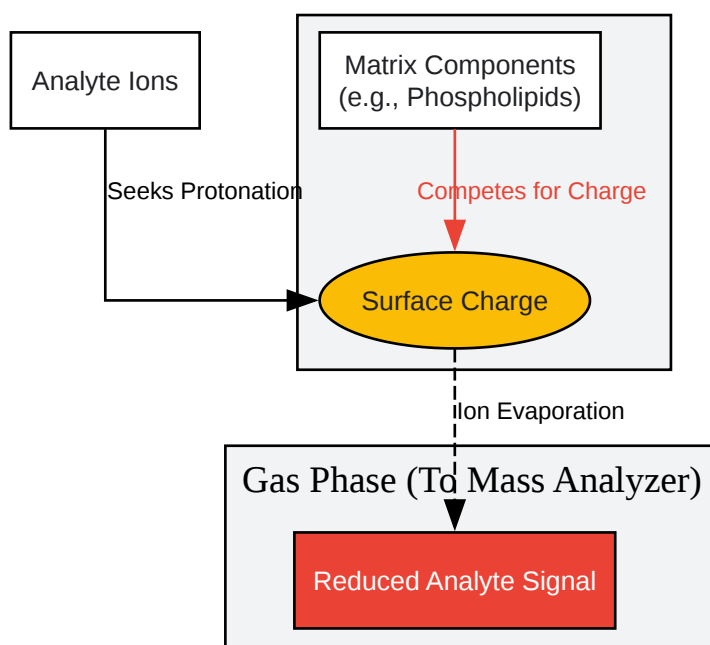 Analyte Ions
Matrix Components
(e.g., Phospholipids)
Seeks Protonation
Competes for Charge
Surface Charge
Ion Evaporation
Gas Phase (To Mass Analyzer)
Reduced Analyte Signal